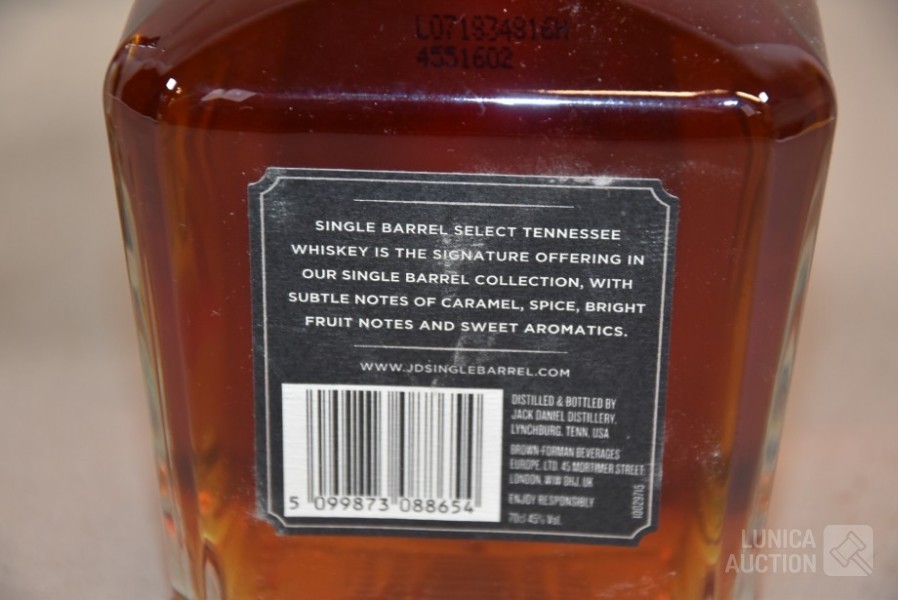 L071834816M
4551602
SINGLE BARREL SELECT TENNESSEE
WHISKEY IS THE SIGNATURE OFFERING IN
OUR SINGLE BARREL COLLECTION, WITH
SUBTLE NOTES OF CARAMEL, SPICE, BRIGHT
FRUIT NOTES AND SWEET AROMATICS.
WWW.JDSINGLEBARREL.COM
DISTILLED & BOTTLED BY
JACK DANIEL DISTILLERY,
LYNCHBURG, TENN. USA
BROWN-FORMAN BEVERAGES
EUROPE, LTD. 45 MORTIMER STREET,
LONDON, W1W 8HJ, UK
ENJOY RESPONSIBLY
70cl 45% Vol.
5 099873 088654
LUNICA
AUCTION